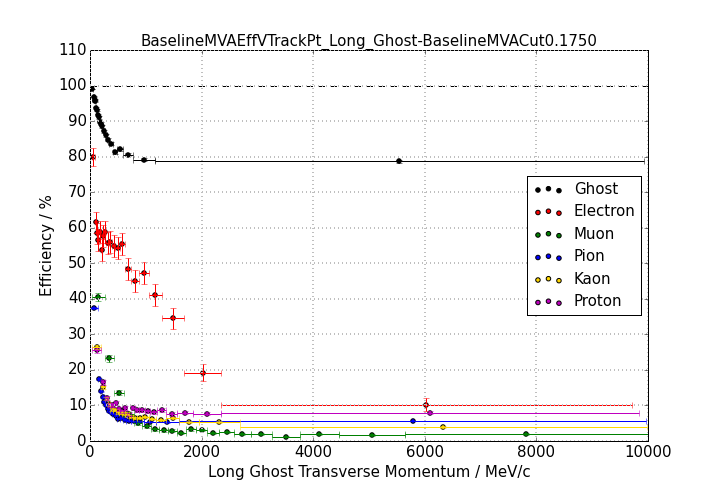 BaselineMVAEffVTrackPt_Long_Ghost-BaselineMVACut0.1750
110
100
90
80
70
60
50
40
30
20
10
0
Efficiency / %
Ghost
Electron
Muon
Pion
Kaon
Proton
0 2000 4000 6000 8000 10000
Long Ghost Transverse Momentum / MeV/c